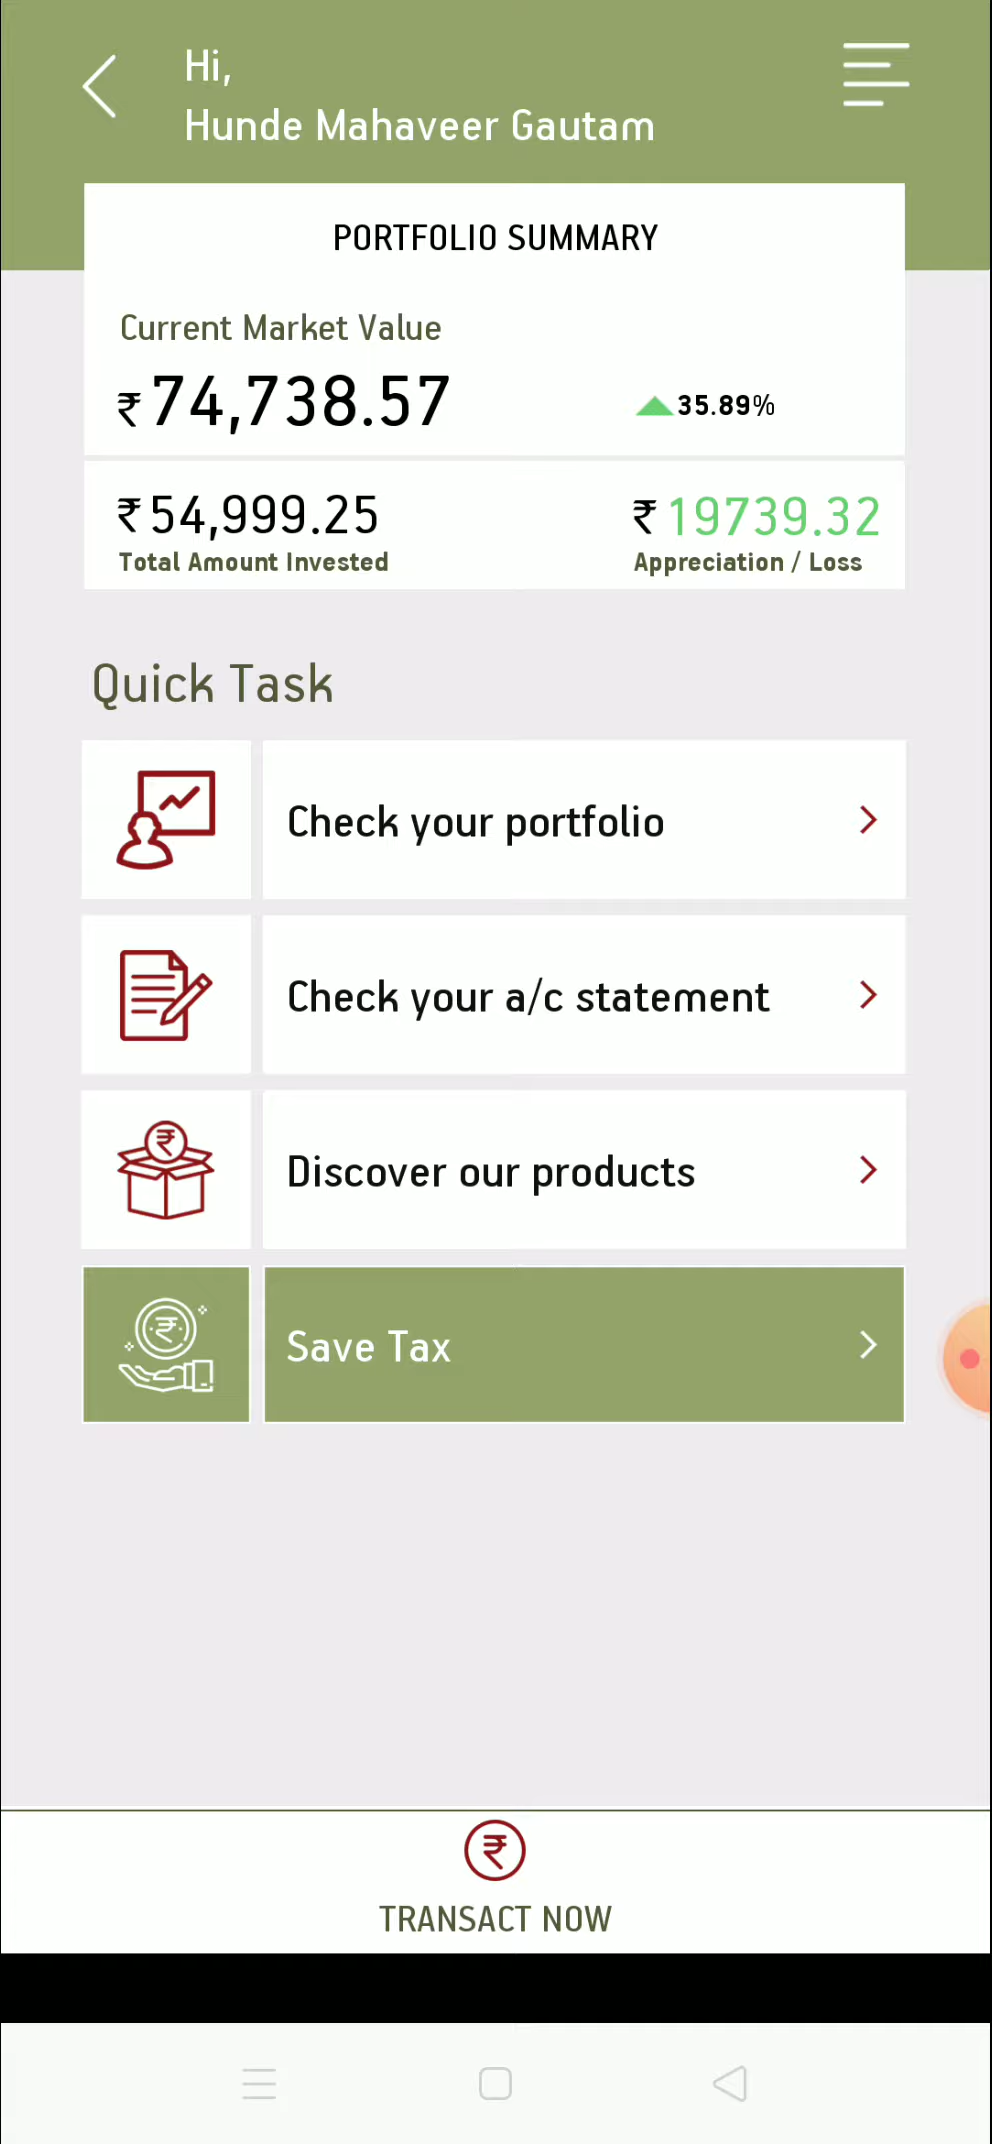 Hi,
Hunde Mahaveer Gautam
PORTFOLIO SUMMARY
Current Market Value
₹74,738.57
35.89%
₹54,999.25
₹ 19739.32
Total Amount Invested
Appreciation / Loss
Quick Task
Check your portfolio
Check your a/c statement
₹
Discover our products
₹
Save Tax
₹
TRANSACT NOW